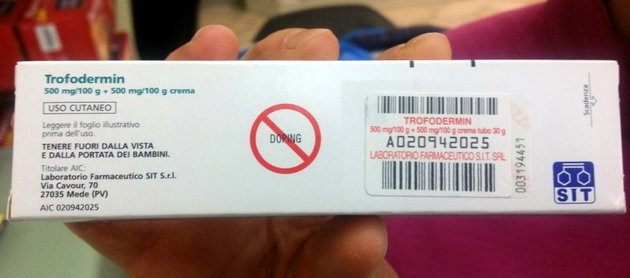 Trofodermin
500 mg/100 g + 500 mg/100 g crema
USO CUTANEO
Leggere il foglio illustrativo
prima dell'uso.
TENERE FUORI DALLA VISTA
E DALLA PORTATA DEI BAMBINI.
Titolare AIC:
Laboratorio Farmaceutico SIT S.r.l.
Via Cavour, 70
27035 Mede (PV)
AIC 020942025
DOPING
TROFODERMIN
500 mg/100 g + 500 mg/100 g crema tubo 30 g
A020942025
LABORATORIO FARMACEUTICO S.I.T. SRL
003194451
Scadenza
SIT